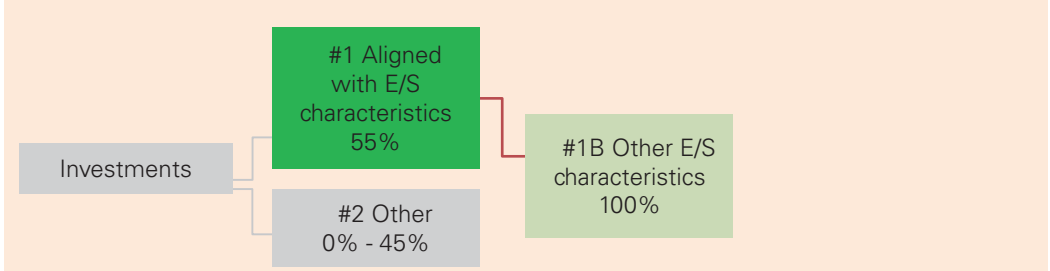 #1 Aligned
with E/S
characteristics
55%
#1B Other E/S
characteristics
100%
Investments
#2 Other
0% - 45%